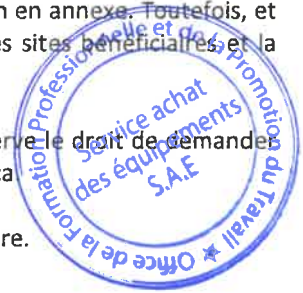 n en annexe. Toutefois, et
es sites bénéficiaires et la
erve le droit de demander
ca
re.
Office de la Formation Professionnelle et de la Promotion du Travail ★
Service achat
des équipements
S.A.E